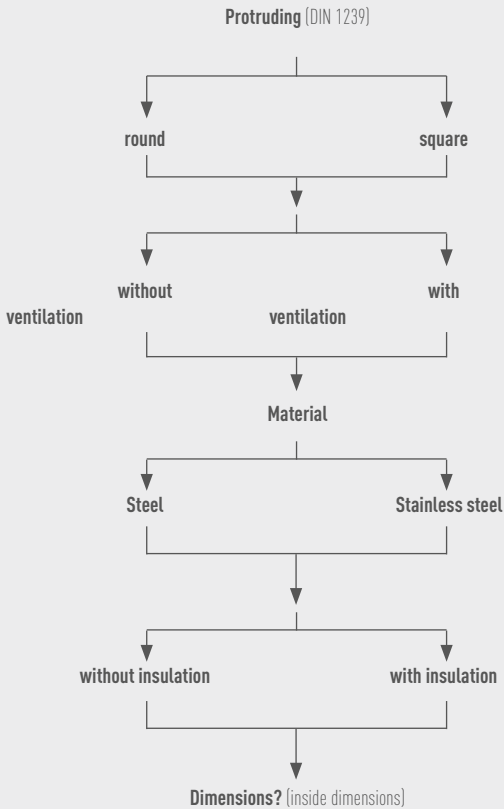 Protruding (DIN 1239)
round square
without with
ventilation ventilation
Material
Steel Stainless steel
without insulation with insulation
Dimensions? (inside dimensions)